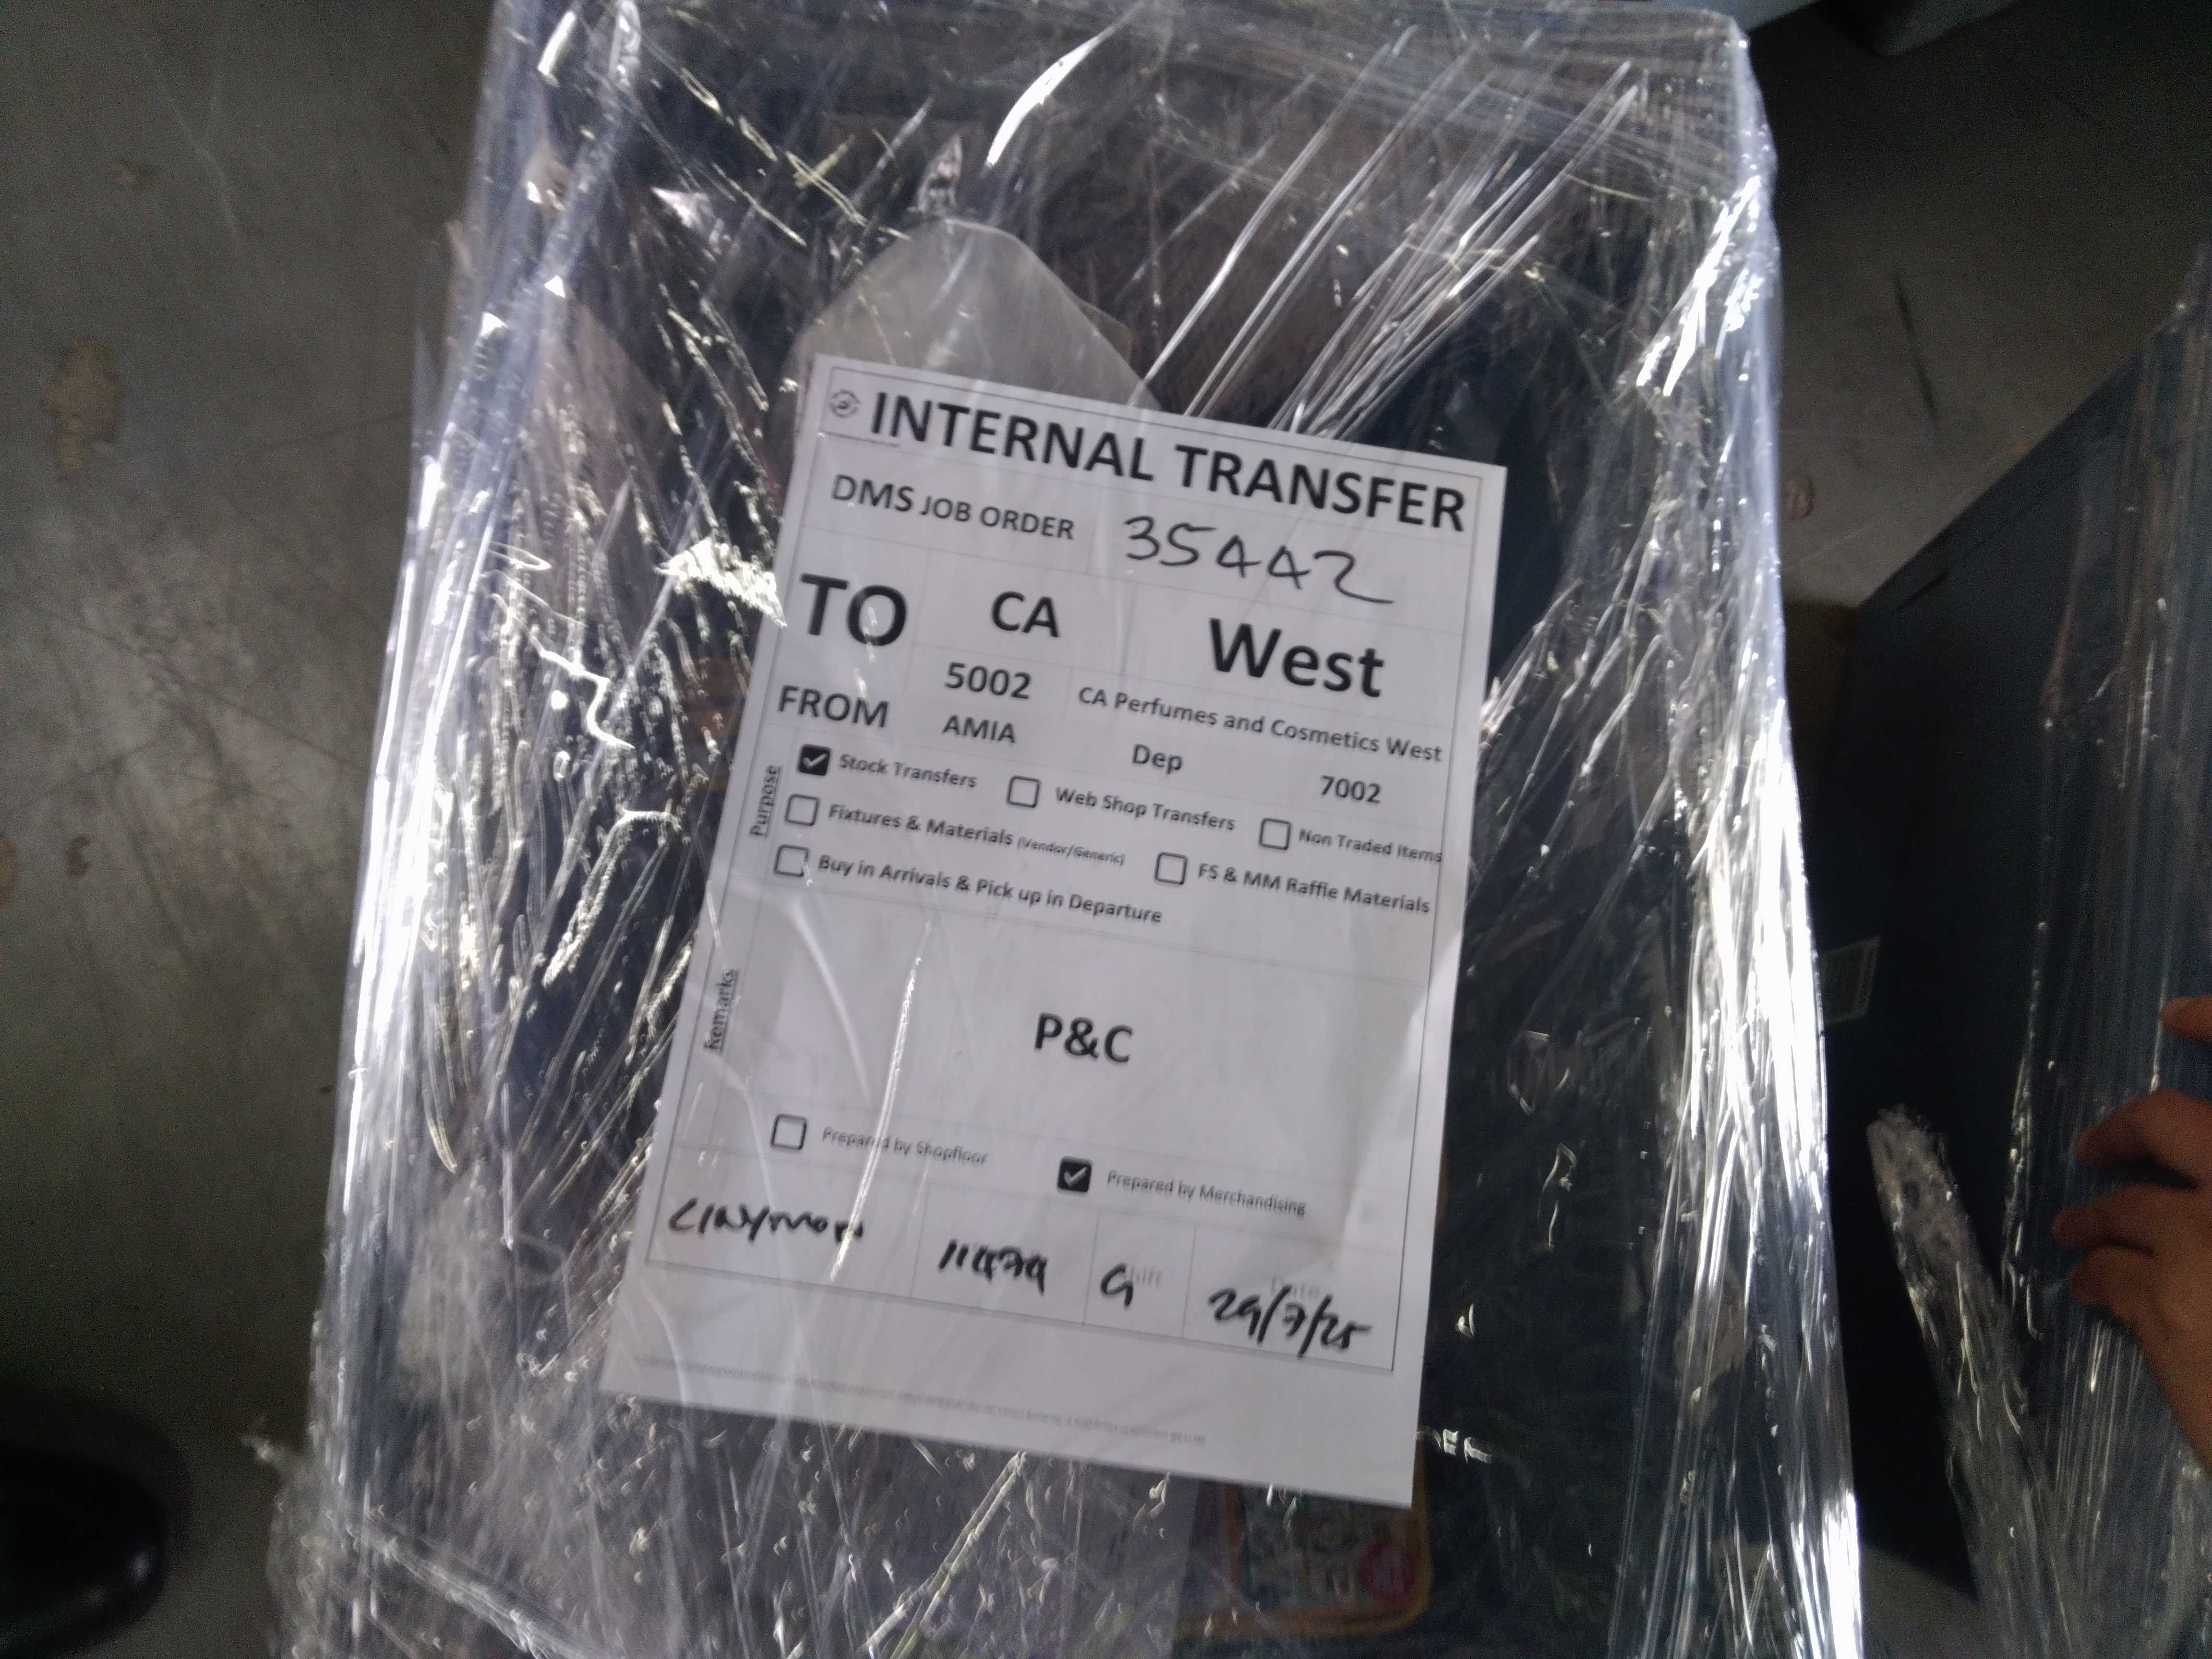 INTERNAL TRANSFER
DMS JOB ORDER 35442
TO CA West
5002 CA Perfumes and Cosmetics West
FROM AMIA Dep 7002
Purpose
Stock Transfers Web Shop Transfers Non Traded Items
Fixtures & Materials (Vendor/Generic) FS & MM Raffle Materials
Buy in Arrivals & Pick up in Departure
Remarks
P&C
Prepared by Shopfloor Prepared by Merchandising
G 29/7/25